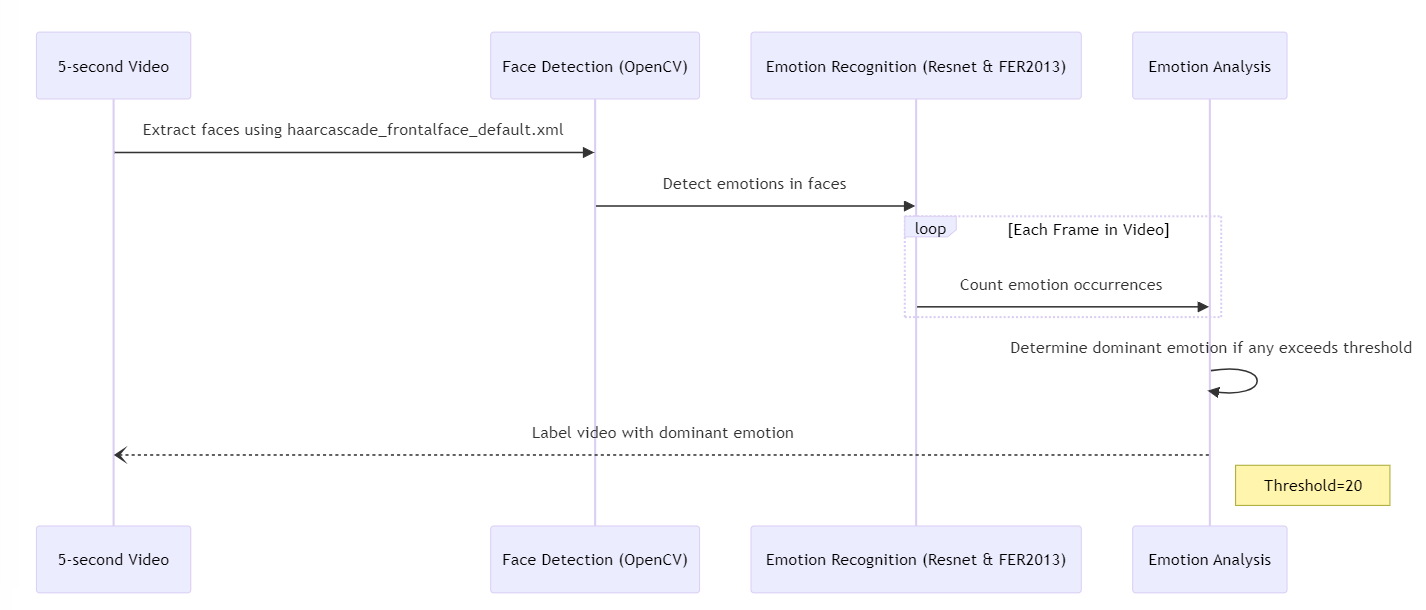 5-second Video
Face Detection (OpenCV)
Emotion Recognition (Resnet & FER2013)
Emotion Analysis
Extract faces using haarcascade_frontalface_default.xml
Detect emotions in faces
loop
[Each Frame in Video]
Count emotion occurrences
Determine dominant emotion if any exceeds threshold
Label video with dominant emotion
Threshold=20
5-second Video
Face Detection (OpenCV)
Emotion Recognition (Resnet & FER2013)
Emotion Analysis